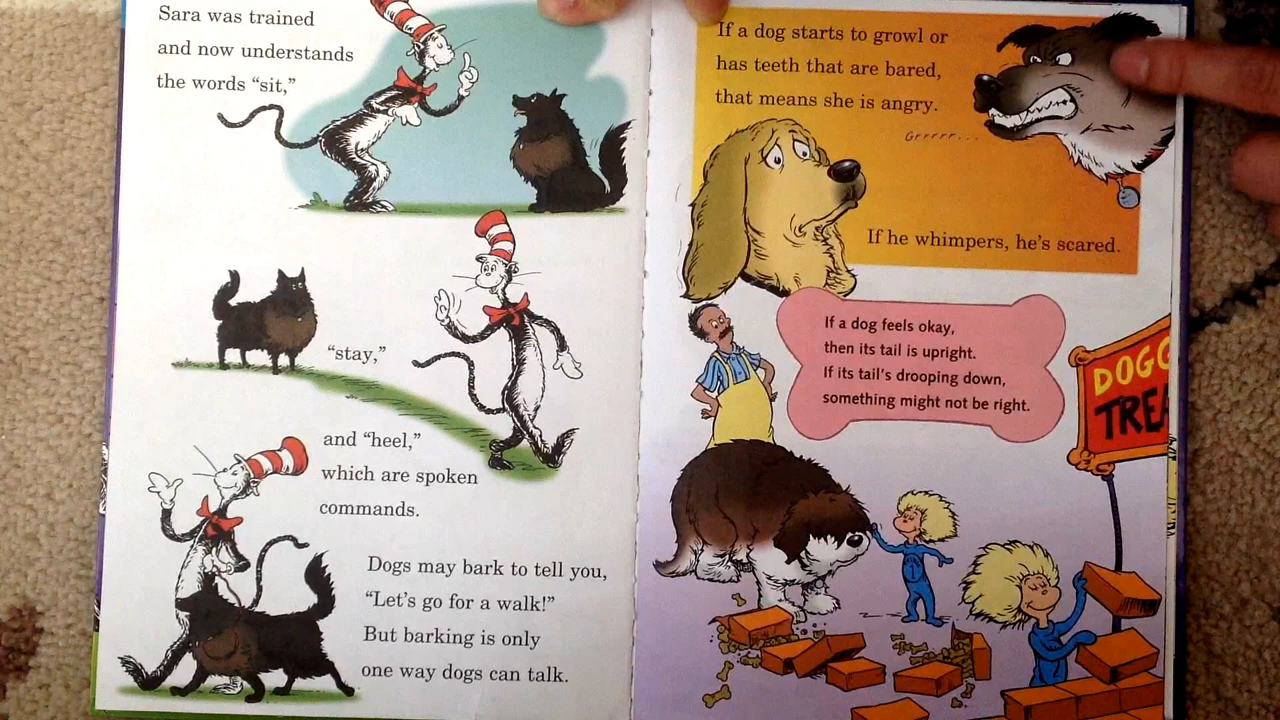 Sara was trained
and now understands
the words “sit,”
“stay,”
and “heel,”
which are spoken
commands.
Dogs may bark to tell you,
“Let’s go for a walk!”
But barking is only
one way dogs can talk.
If a dog starts to growl or
has teeth that are bared,
that means she is angry.
Grrrrr...
If he whimpers, he’s scared.
If a dog feels okay,
then its tail is upright.
If its tail’s drooping down,
something might not be right.